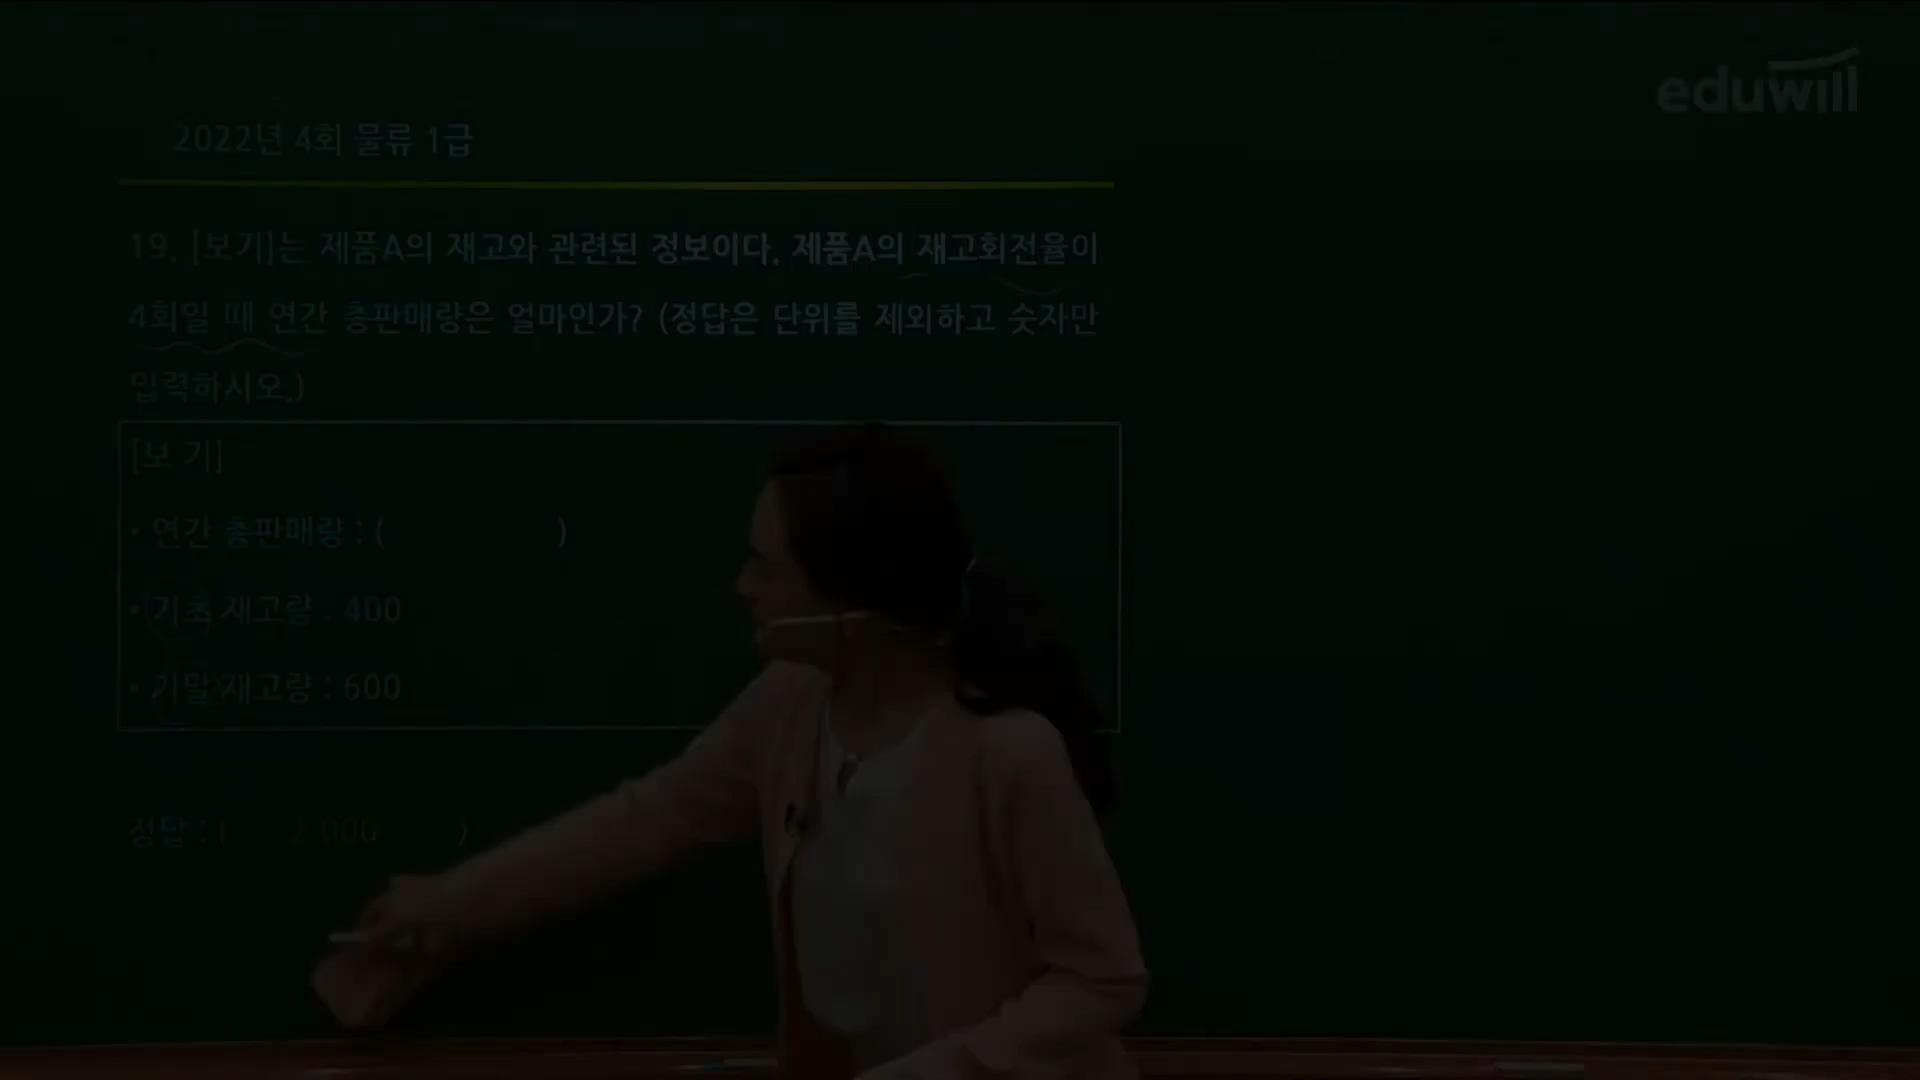 eduwill
2022년 4회 물류 1급
19. [보기]는 제품A의 재고와 관련된 정보이다. 제품A의 재고회전율이
4회일 때 연간 총판매량은 얼마인가? (정답은 단위를 제외하고 숫자만
입력하시오.)
[보 기]
• 연간 총판매량 : ( )
• 기초 재고량 : 400
• 기말 재고량 : 600
정답 : ( 2,000 )